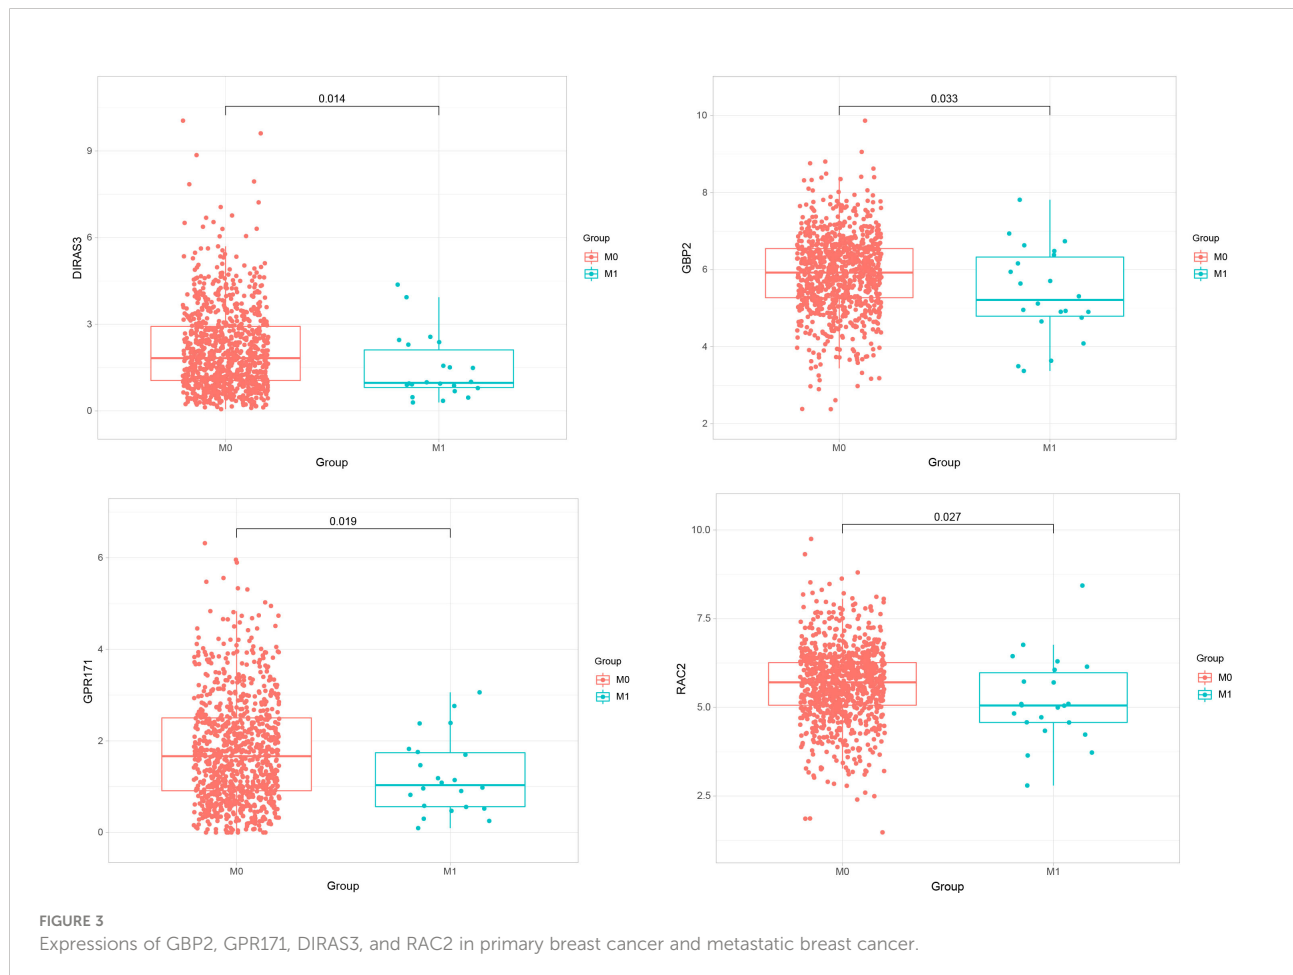 0.014
9
6
3
0
DIRAS3
M0
M1
Group
Group
M0
M1
0.033
10
8
6
4
2
GBP2
M0
M1
Group
Group
M0
M1
0.019
6
4
2
0
GPR171
M0
M1
Group
Group
M0
M1
0.027
10.0
7.5
5.0
2.5
RAC2
M0
M1
Group
Group
M0
M1
FIGURE 3
Expressions of GBP2, GPR171, DIRAS3, and RAC2 in primary breast cancer and metastatic breast cancer.